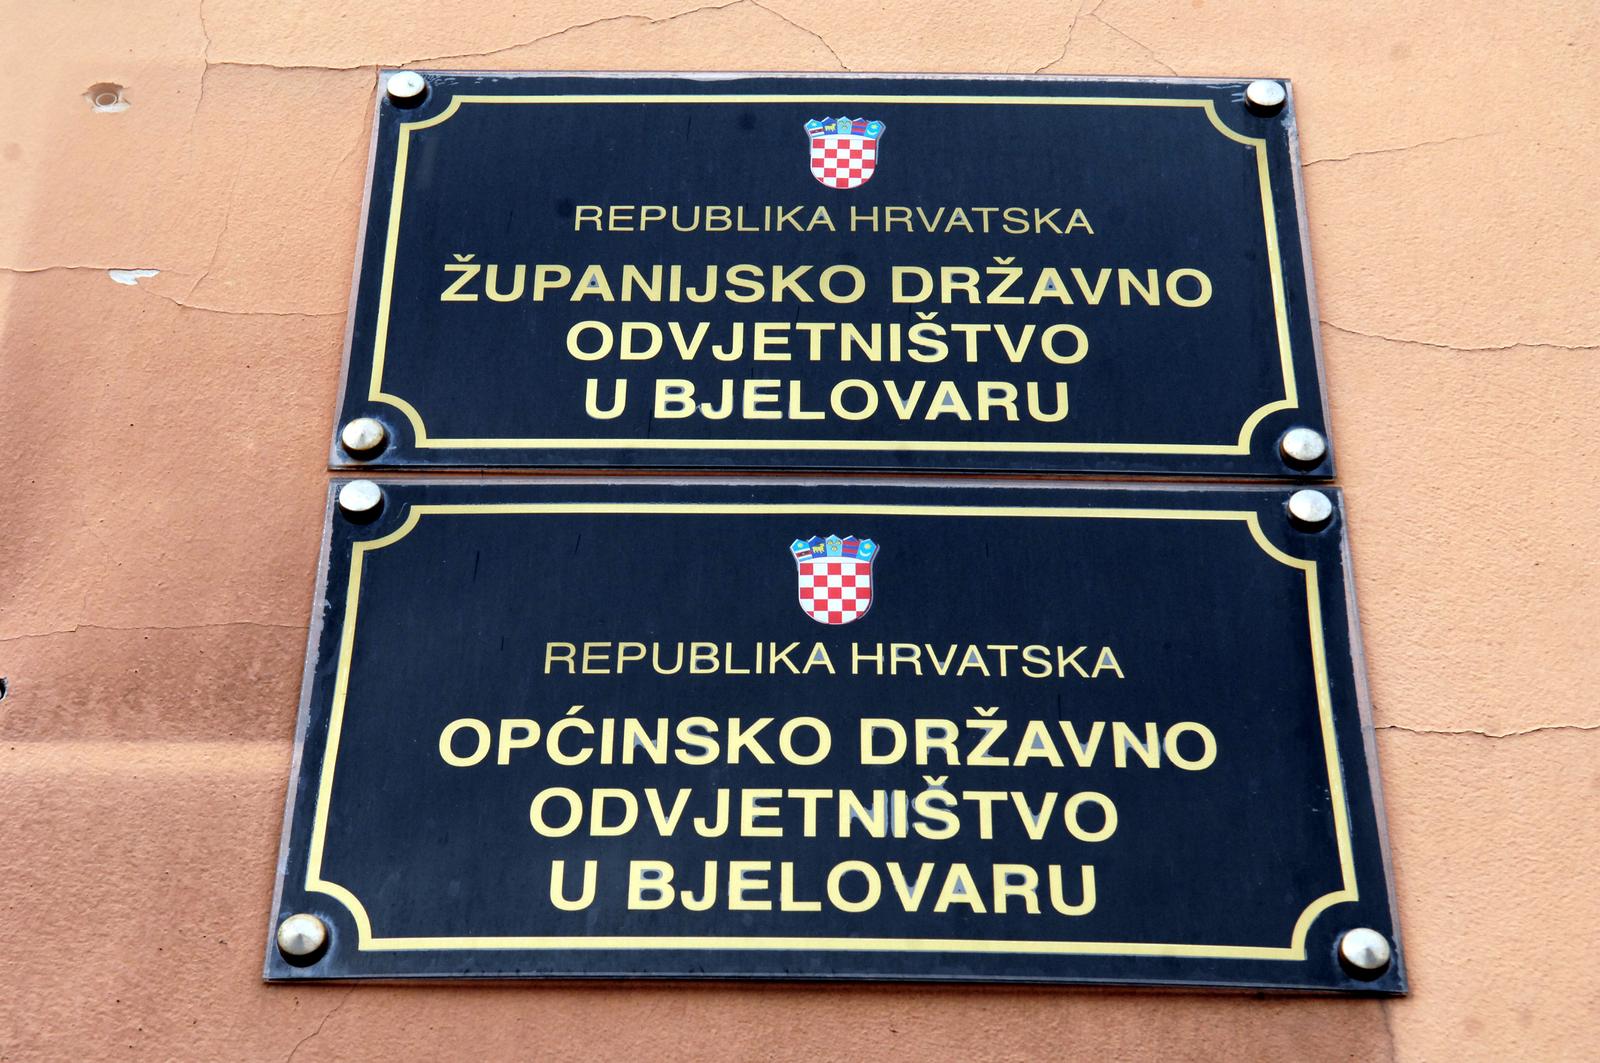 REPUBLIKA HRVATSKA
ŽUPANIJSKO DRŽAVNO
ODVJETNIŠTVO
U BJELOVARU
REPUBLIKA HRVATSKA
OPĆINSKO DRŽAVNO
ODVJETNIŠTVO
U BJELOVARU